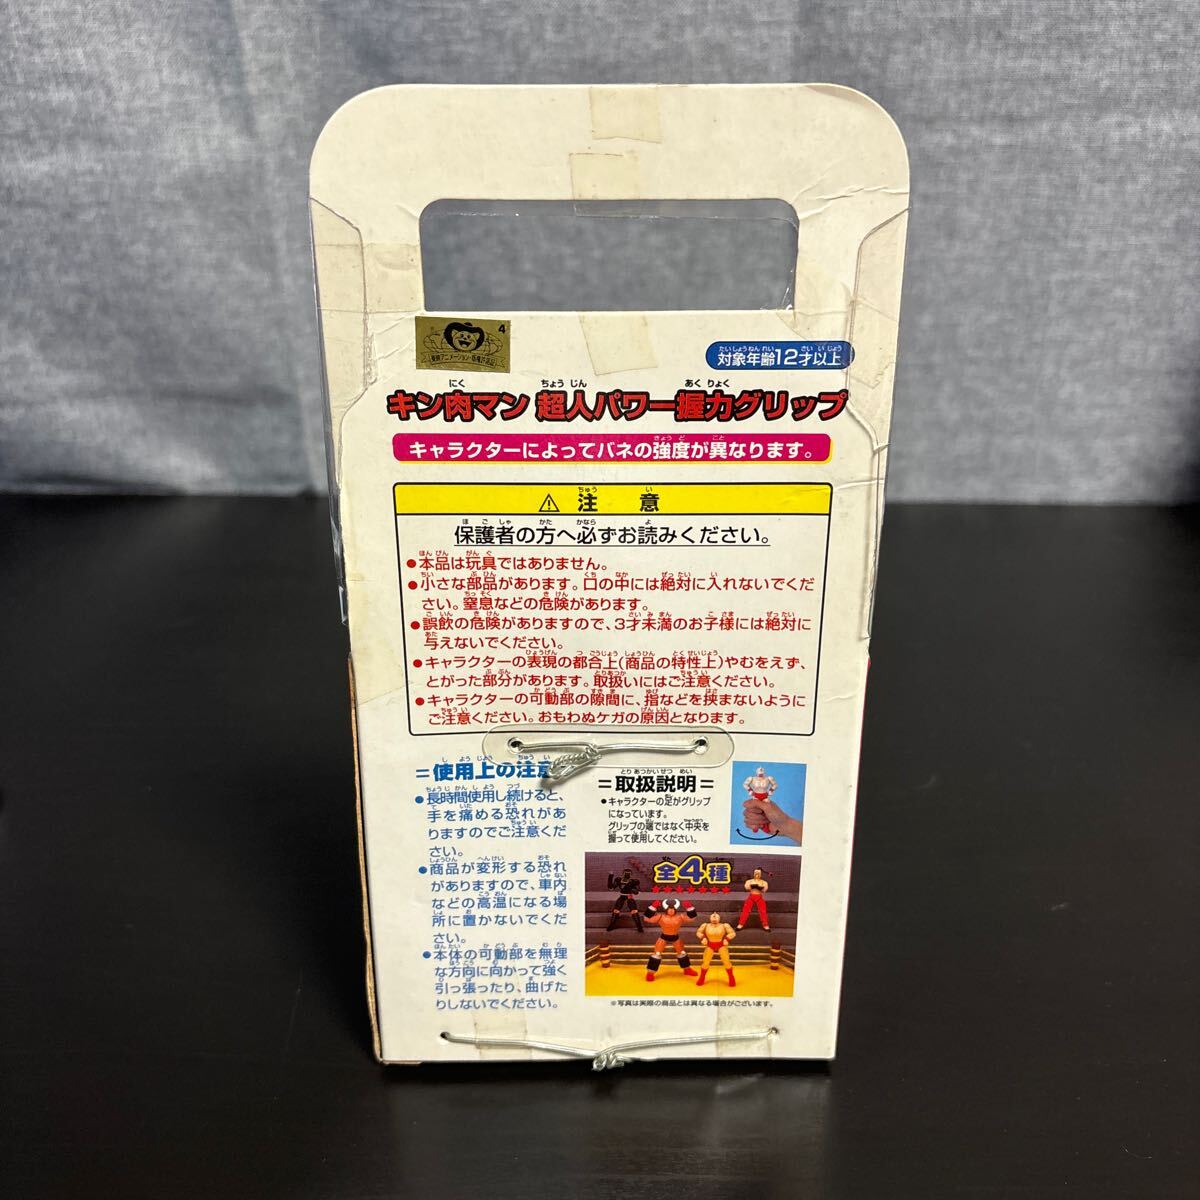 4
東映アニメーション・版権許諾証
対象年齢12才以上
キン肉マン 超人パワー握力グリップ
キャラクターによってバネの強度が異なります。
⚠ 注 意
保護者の方へ必ずお読みください。
●本品は玩具ではありません。
●小さな部品があります。口の中には絶対に入れないでくだ
さい。窒息などの危険があります。
●誤飲の危険がありますので、3才未満のお子様には絶対に
与えないでください。
●キャラクターの表現の都合上(商品の特性上)やむをえず、
とがった部分があります。取扱いにはご注意ください。
●キャラクターの可動部の隙間に、指などを挟まないように
ご注意ください。おもわぬケガの原因となります。
=使用上の注意
●長時間使用し続けると、
手を痛める恐れがあ
りますのでご注意くだ
さい。
●商品が変形する恐れ
がありますので、車内
などの高温になる場
所に置かないでくだ
さい。
●本体の可動部を無理
な方向に向かって強く
引っ張ったり、曲げた
りしないでください。
=取扱説明=
●キャラクターの足がグリップ
になっています。
グリップの端ではなく中央を
握って使用してください。
全4種
※写真は実際の商品とは異なる場合がございます。